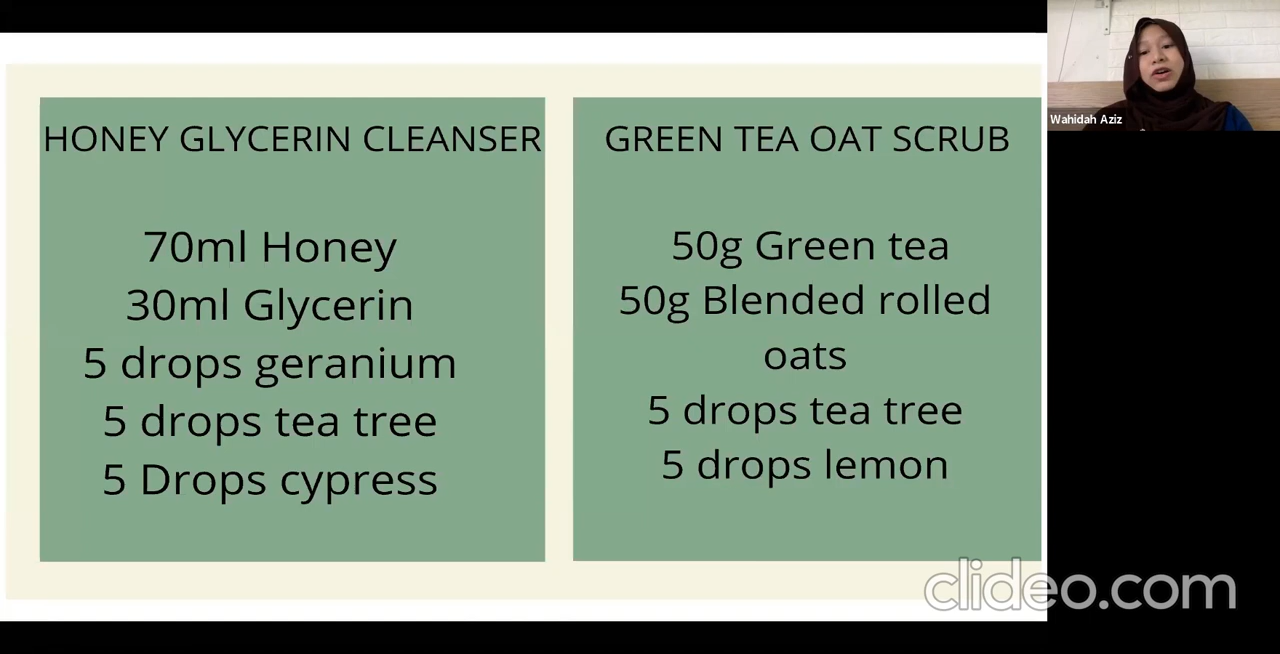 HONEY GLYCERIN CLEANSER
70ml Honey
30ml Glycerin
5 drops geranium
5 drops tea tree
5 Drops cypress
GREEN TEA OAT SCRUB
50g Green tea
50g Blended rolled
oats
5 drops tea tree
5 drops lemon
Wahidah Aziz
clideo.com